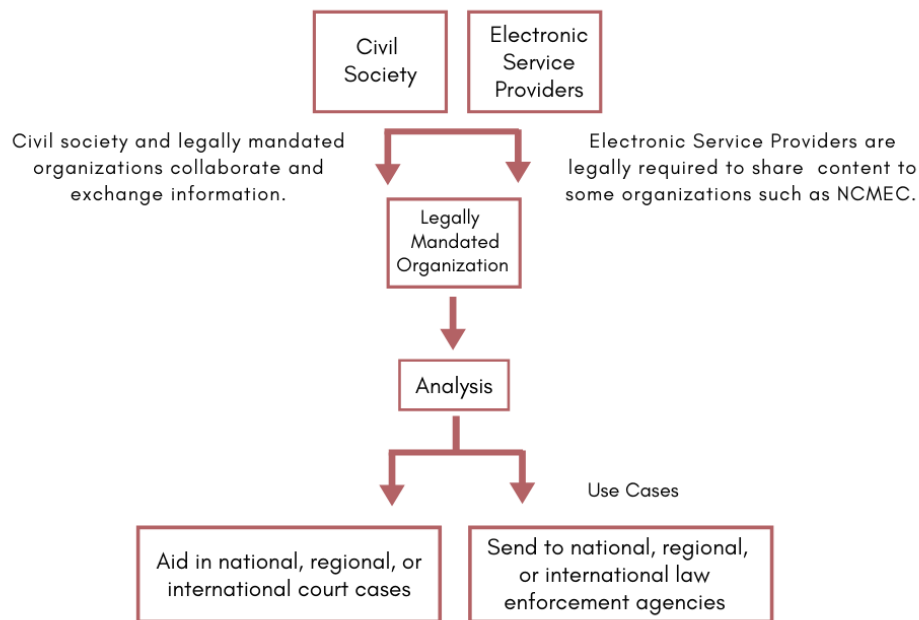 Civil
Society
Electronic
Service
Providers
Civil society and legally mandated
organizations collaborate and
exchange information.
Electronic Service Providers are
legally required to share content to
some organizations such as NCMEC.
Legally
Mandated
Organization
Analysis
Use Cases
Aid in national, regional, or
international court cases
Send to national, regional,
or international law
enforcement agencies